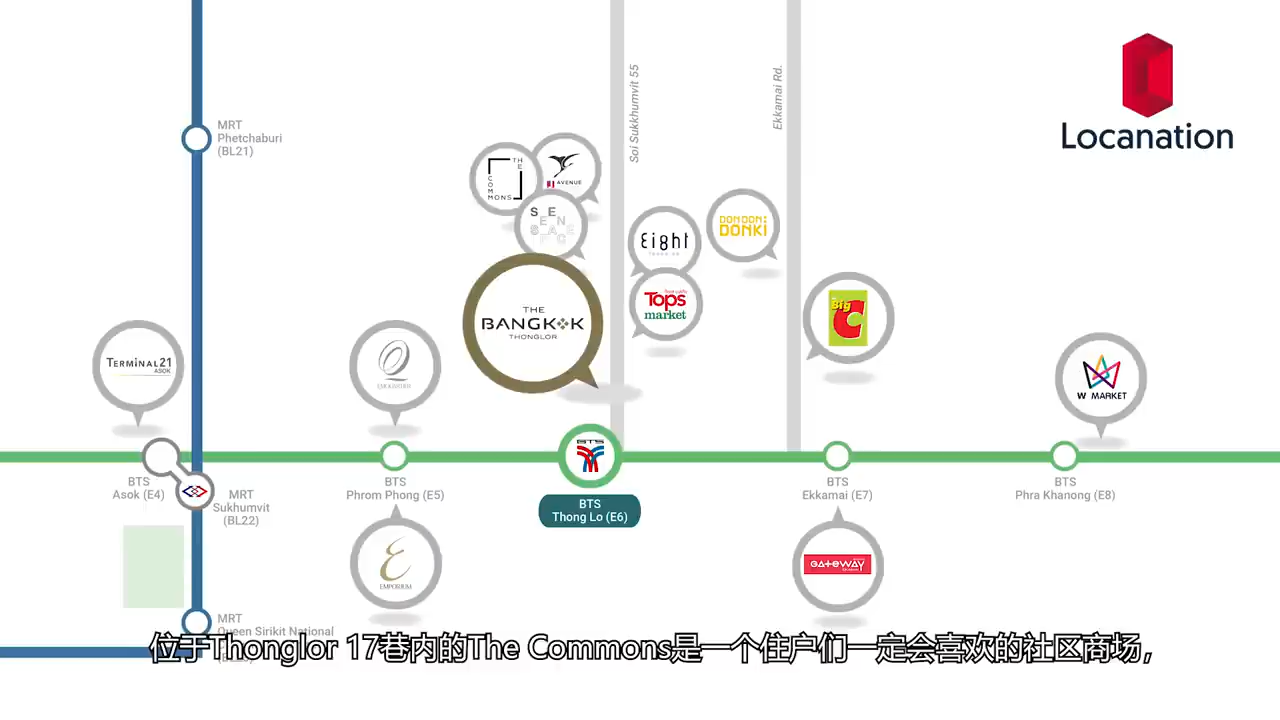 Locanation
Soi Sukkhumvit 55
Ekkamai Rd.
MRT
Phetchaburi
(BL21)
THE
COMMONS
AVENUE
SEEN
SPACE
Eight
DON DON
DONKI
Tops
market
THE
BANGKOK
THONGLOR
Big
C
TERMINAL21
ASOK
Q
W MARKET
BTS
BTS
Asok (E4)
MRT
Sukhumvit
(BL22)
BTS
Phrom Phong (E5)
BTS
Thong Lo (E6)
BTS
Ekkamai (E7)
BTS
Phra Khanong (E8)
E
EMPORIUM
GATEWAY
MRT
Queen Sirikit National
位于Thonglor 17巷内的The Commons是一个住户们一定会喜欢的社区商场，